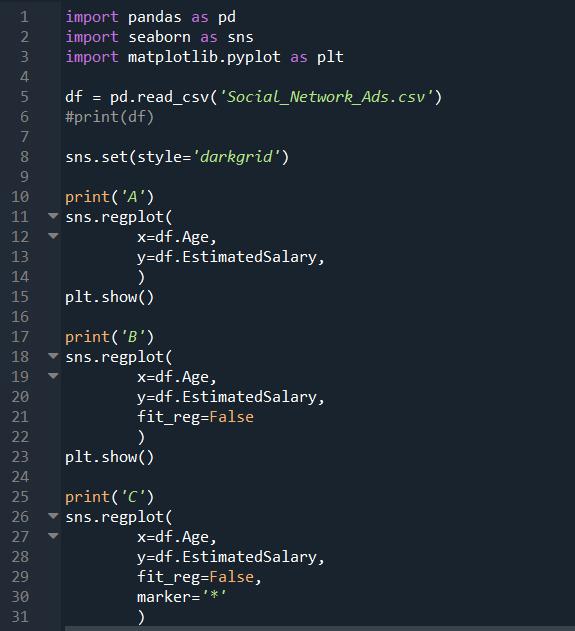 1 import pandas as pd
2 import seaborn as sns
3 import matplotlib.pyplot as plt
4
5 df = pd.read_csv('Social_Network_Ads.csv')
6 #print(df)
7
8 sns.set(style='darkgrid')
9
10 print('A')
11 sns.regplot(
12         x=df.Age,
13         y=df.EstimatedSalary,
14         )
15 plt.show()
16
17 print('B')
18 sns.regplot(
19         x=df.Age,
20         y=df.EstimatedSalary,
21         fit_reg=False
22         )
23 plt.show()
24
25 print('C')
26 sns.regplot(
27         x=df.Age,
28         y=df.EstimatedSalary,
29         fit_reg=False,
30         marker='*'
31         )